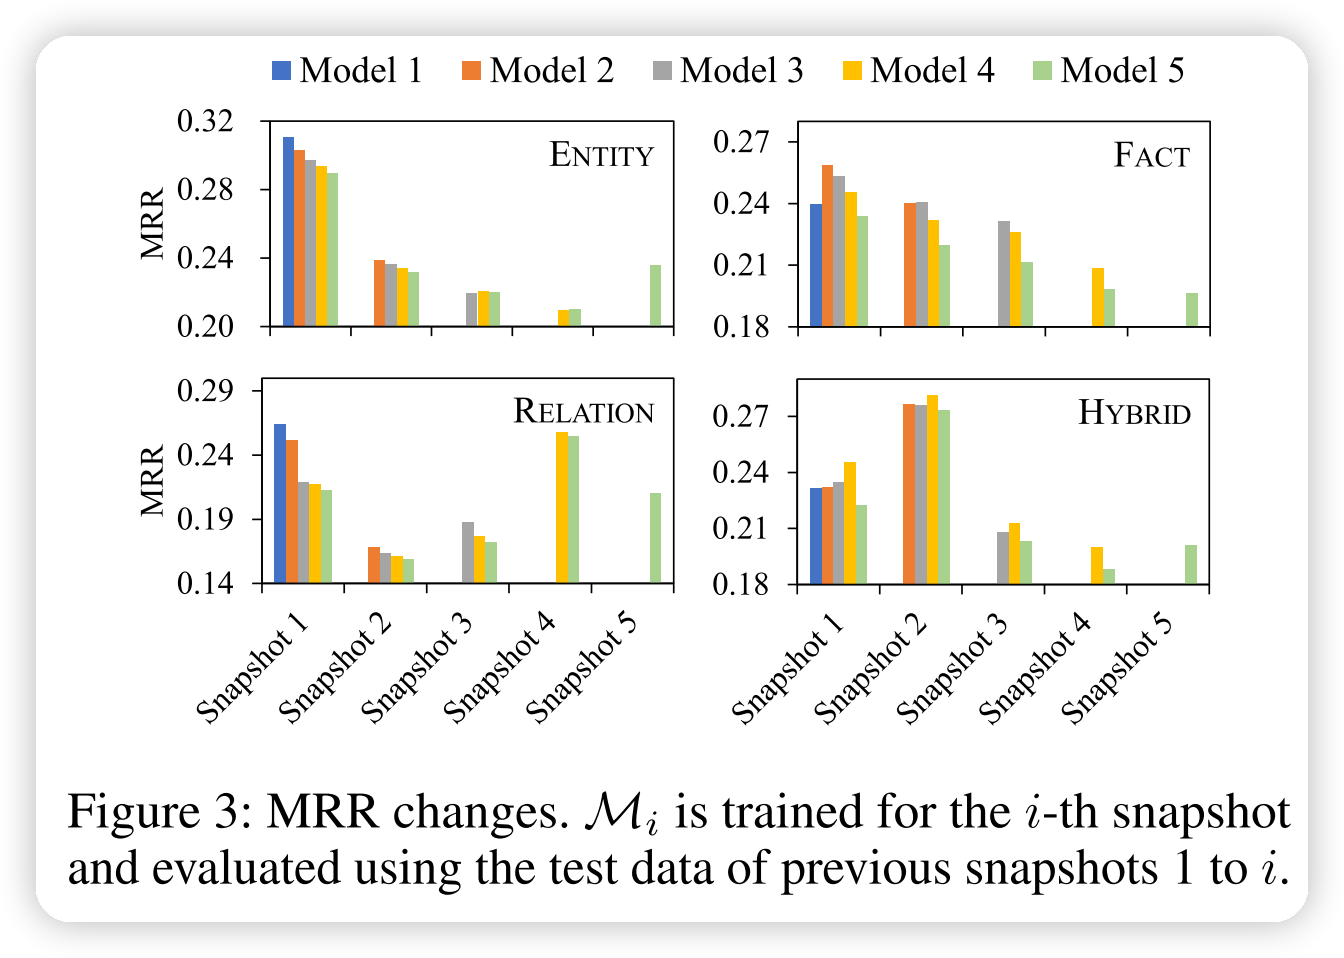 Model 1 Model 2 Model 3 Model 4 Model 5
ENTITY
MRR
0.32
0.28
0.24
0.20
FACT
0.27
0.24
0.21
0.18
RELATION
MRR
0.29
0.24
0.19
0.14
Snapshot 1
Snapshot 2
Snapshot 3
Snapshot 4
Snapshot 5
HYBRID
0.27
0.24
0.21
0.18
Snapshot 1
Snapshot 2
Snapshot 3
Snapshot 4
Snapshot 5
Figure 3: MRR changes. ℳᵢ is trained for the i-th snapshot
and evaluated using the test data of previous snapshots 1 to i.